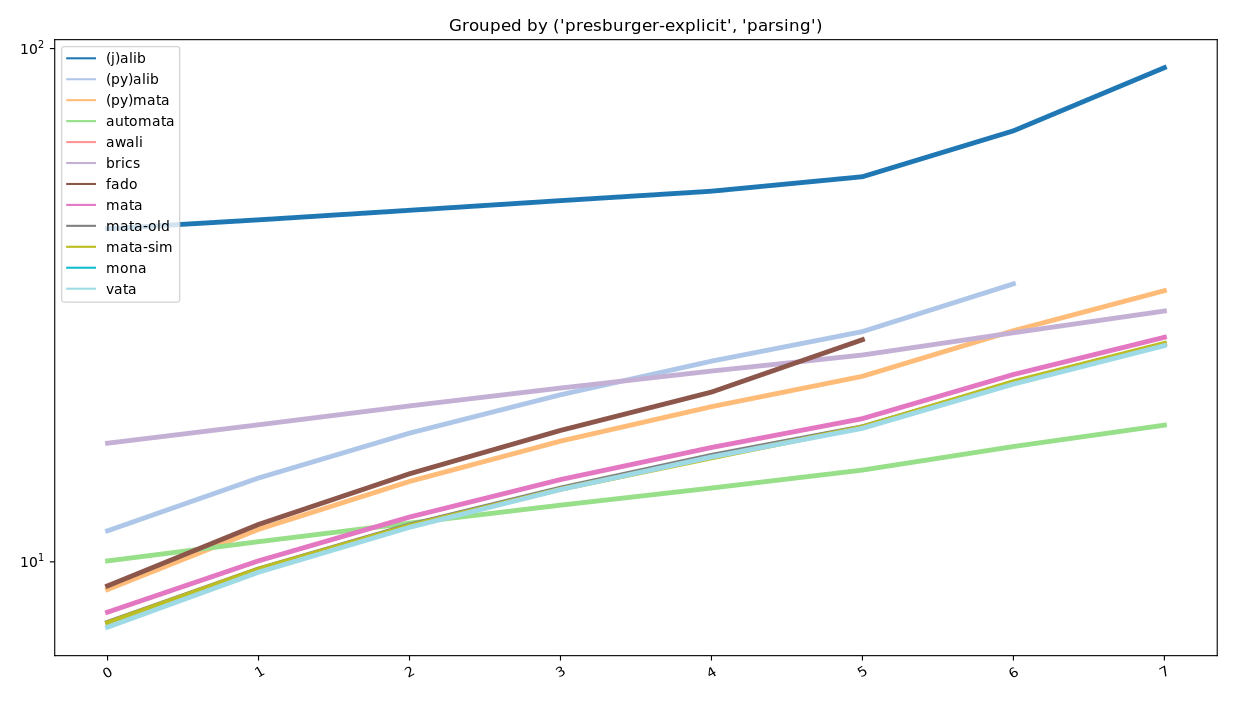 Grouped by ('presburger-explicit', 'parsing')
10²
10¹
(j)alib
(py)alib
(py)mata
automata
awali
brics
fado
mata
mata-old
mata-sim
mona
vata
0 1 2 3 4 5 6 7